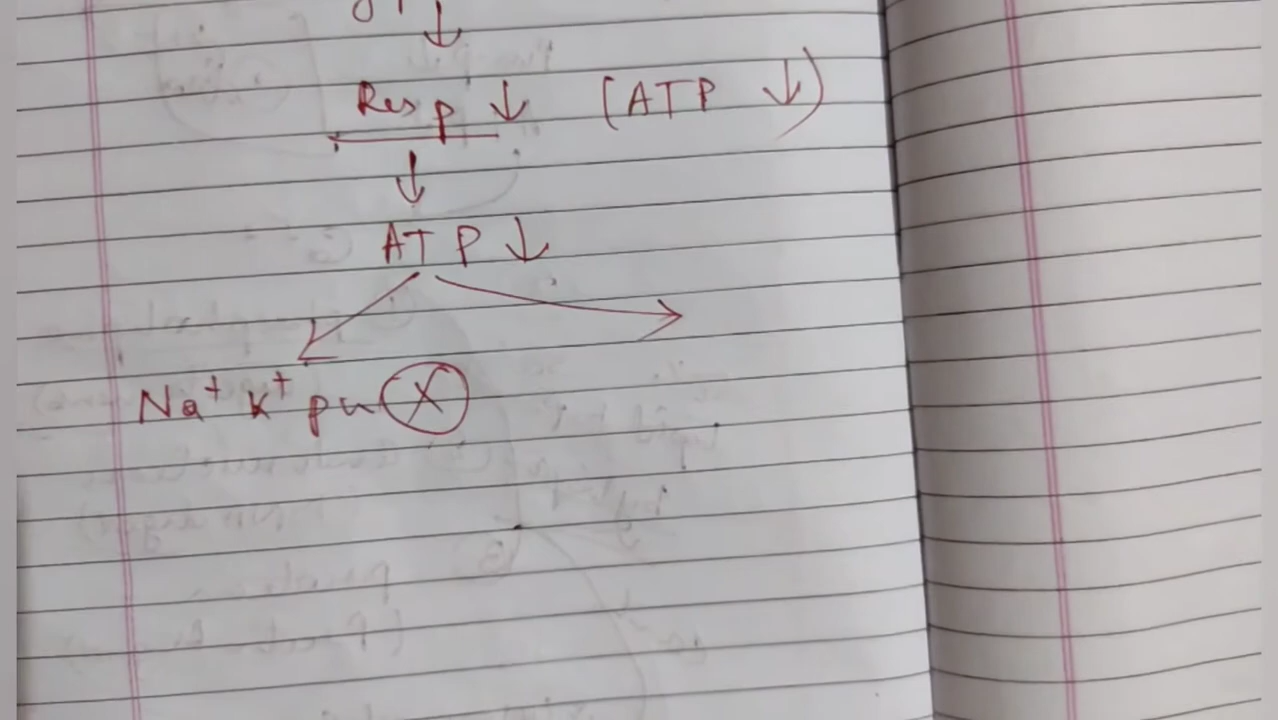 ↓
Resp ↓ (ATP ↓)
↓
ATP ↓
Na⁺ K⁺ pu X